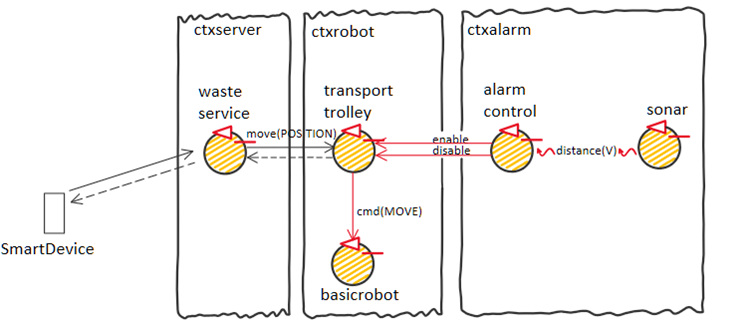 ctxserver
ctxrobot
ctxalarm
waste
service
transport
trolley
alarm
control
sonar
move(POSITION)
enable
disable
distance(V)
cmd(MOVE)
SmartDevice
basicrobot